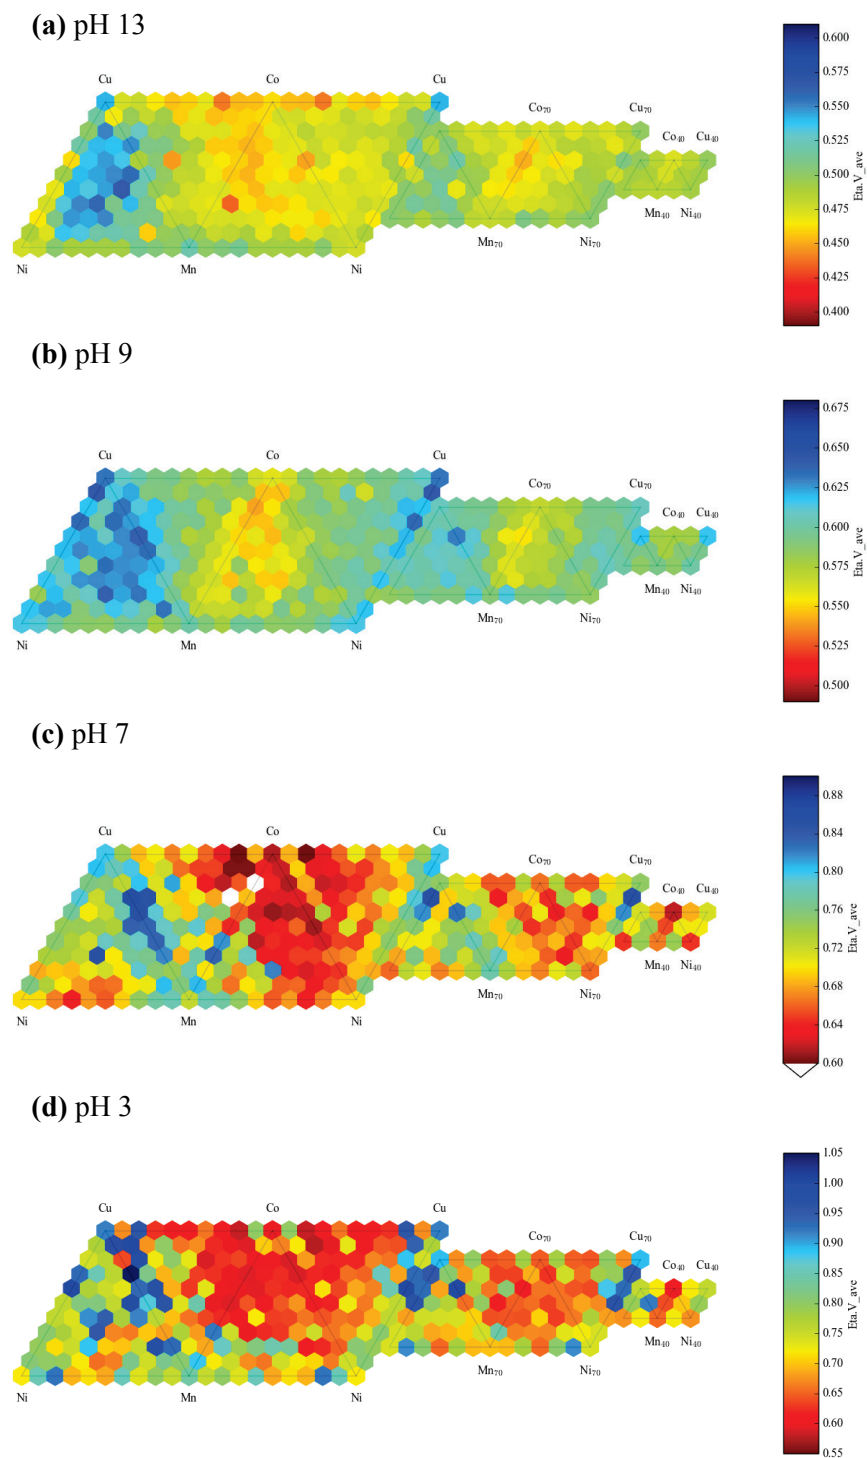 (a) pH 13
Cu Co Cu
Co₇₀ Cu₇₀
Co₄₀ Cu₄₀
Mn₄₀ Ni₄₀
Mn₇₀ Ni₇₀
Ni Mn Ni
0.600
0.575
0.550
0.525
0.500
0.475
0.450
0.425
0.400
Eta.V_ave
(b) pH 9
Cu Co Cu
Co₇₀ Cu₇₀
Co₄₀ Cu₄₀
Mn₄₀ Ni₄₀
Mn₇₀ Ni₇₀
Ni Mn Ni
0.675
0.650
0.625
0.600
0.575
0.550
0.525
0.500
Eta.V_ave
(c) pH 7
Cu Co Cu
Co₇₀ Cu₇₀
Co₄₀ Cu₄₀
Mn₄₀ Ni₄₀
Mn₇₀ Ni₇₀
Ni Mn Ni
0.88
0.84
0.80
0.76
0.72
0.68
0.64
0.60
Eta.V_ave
(d) pH 3
Cu Co Cu
Co₇₀ Cu₇₀
Co₄₀ Cu₄₀
Mn₄₀ Ni₄₀
Mn₇₀ Ni₇₀
Ni Mn Ni
1.05
1.00
0.95
0.90
0.85
0.80
0.75
0.70
0.65
0.60
0.55
Eta.V_ave